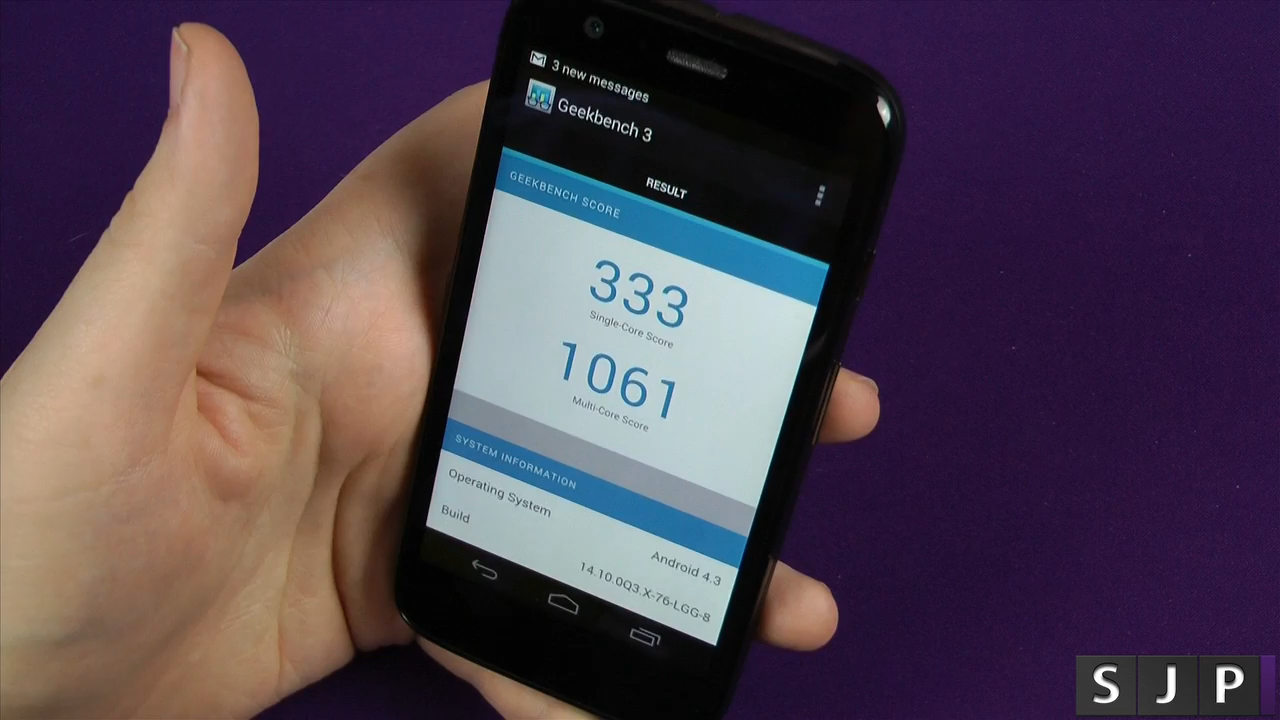 3 new messages
Geekbench 3
RESULT
GEEKBENCH SCORE
333
Single-Core Score
1061
Multi-Core Score
SYSTEM INFORMATION
Operating System
Android 4.3
Build
14.10.0Q3.X-76-LGG-8
SJP